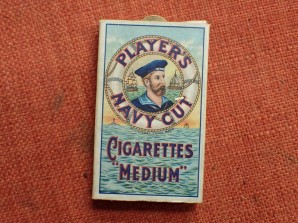 PLAYER'S
NAVY CUT
CIGARETTES
"MEDIUM"